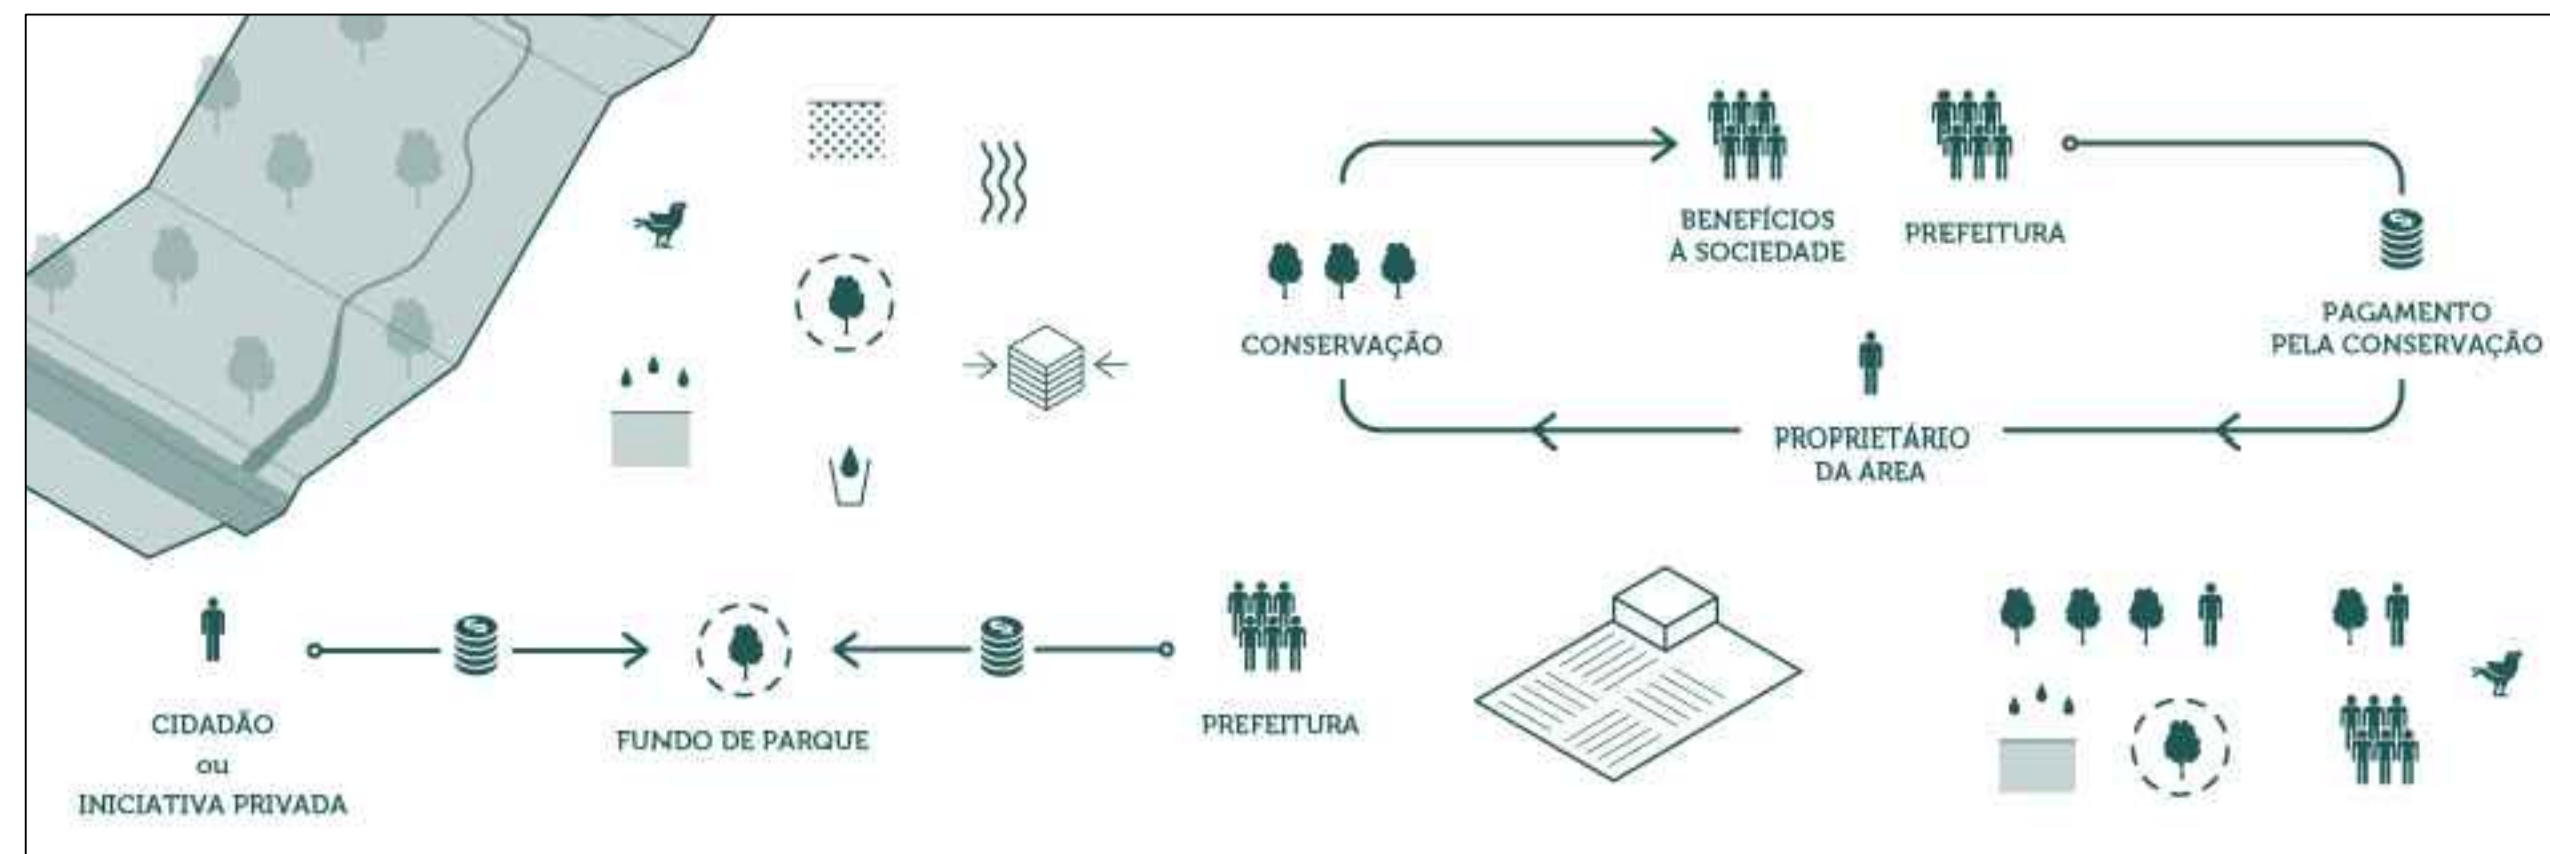 BENEFÍCIOS
À SOCIEDADE
PREFEITURA
CONSERVAÇÃO
PAGAMENTO
PELA CONSERVAÇÃO
PROPRIETÁRIO
DA ÁREA
CIDADÃO
ou
INICIATIVA PRIVADA
FUNDO DE PARQUE
PREFEITURA